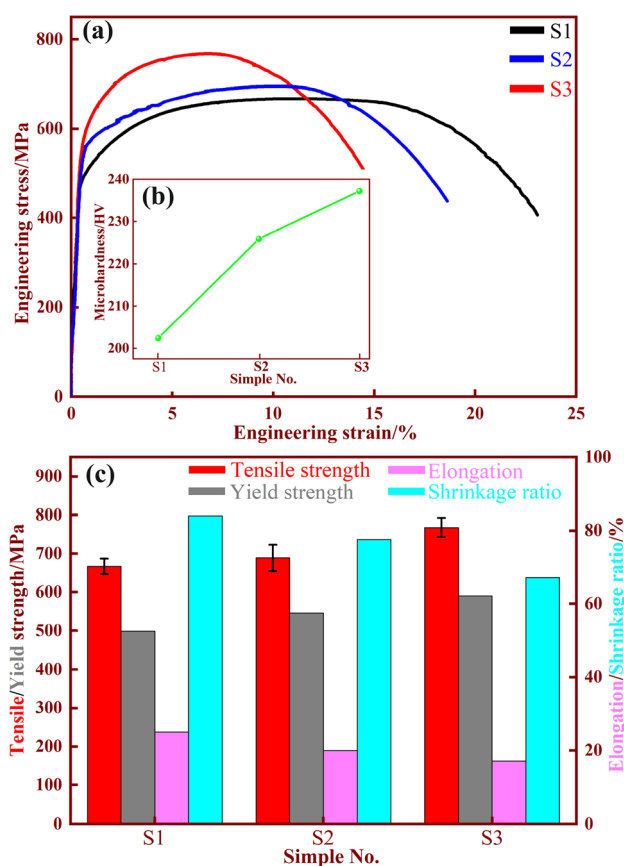 (a)
S1
S2
S3
Engineering stress/MPa
800
600
400
200
0
(b)
Microhardness/HV
240
230
220
210
200
S1 S2 S3
Simple No.
0 5 10 15 20 25
Engineering strain/%
(c)
Tensile strength
Yield strength
Elongation
Shrinkage ratio
Tensile/Yield strength/MPa
900
800
700
600
500
400
300
200
100
0
100
80
60
40
20
0
Elongation/Shrinkage ratio/%
S1 S2 S3
Simple No.